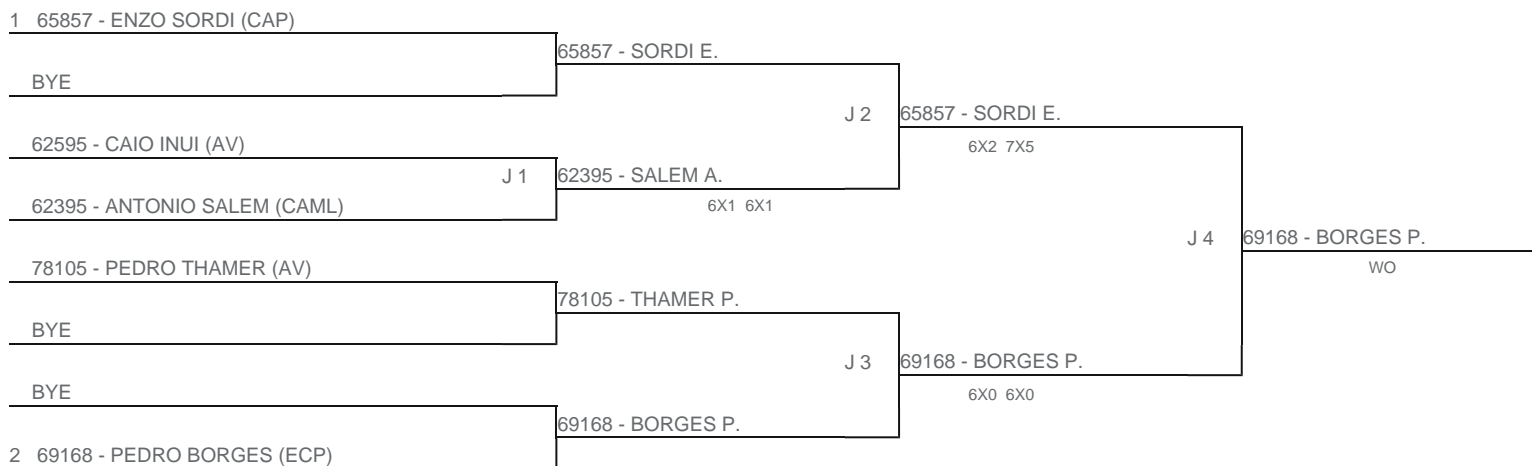 1 65857 - ENZO SORDI (CAP)
65857 - SORDI E.
BYE
J 2 65857 - SORDI E.
62595 - CAIO INUI (AV)
6X2 7X5
J 1 62395 - SALEM A.
62395 - ANTONIO SALEM (CAML)
6X1 6X1
J 4 69168 - BORGES P.
78105 - PEDRO THAMER (AV)
WO
78105 - THAMER P.
BYE
J 3 69168 - BORGES P.
BYE
6X0 6X0
69168 - BORGES P.
2 69168 - PEDRO BORGES (ECP)